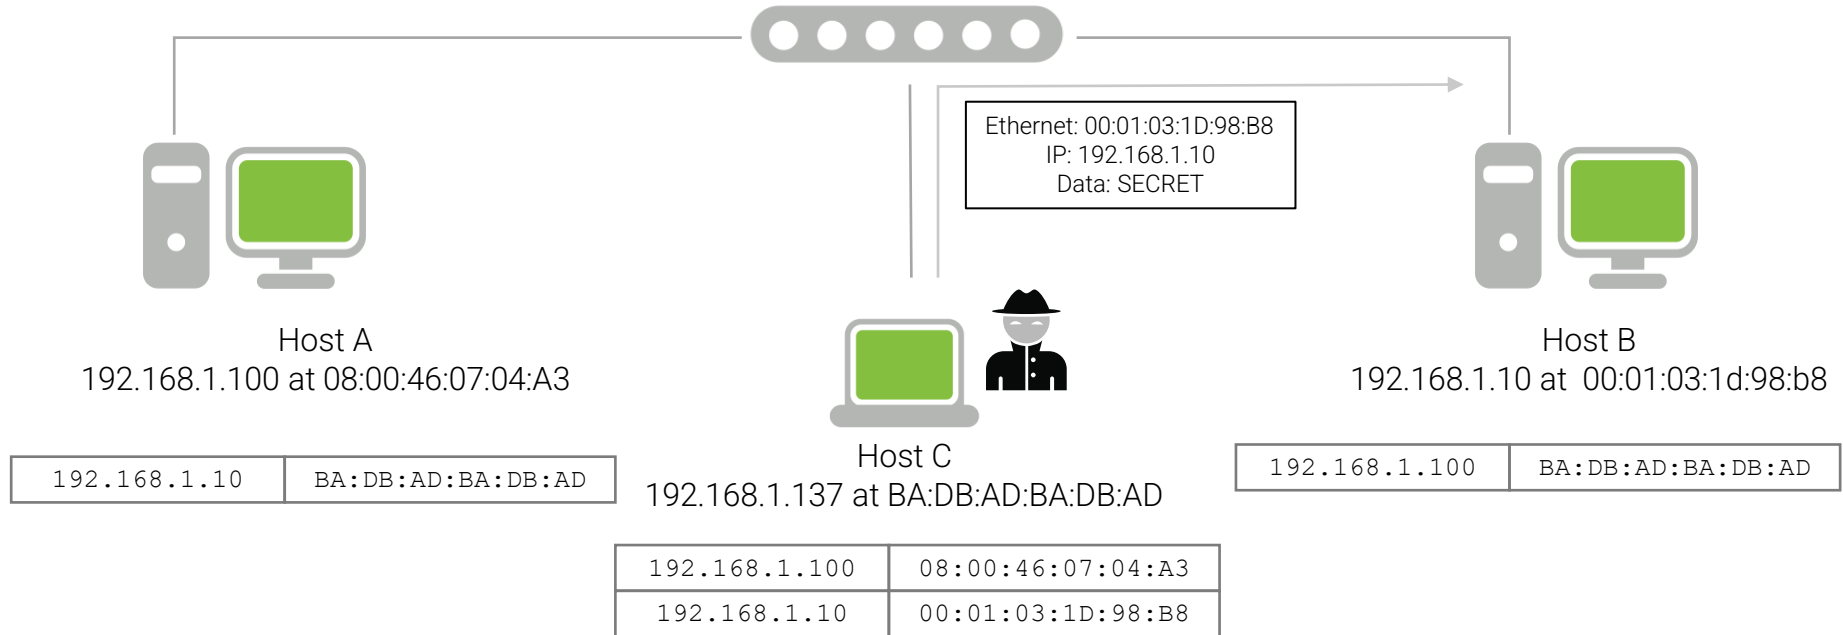 Ethernet: 00:01:03:1D:98:B8
IP: 192.168.1.10
Data: SECRET
Host A
192.168.1.100 at 08:00:46:07:04:A3
192.168.1.10 BA:DB:AD:BA:DB:AD
Host C
192.168.1.137 at BA:DB:AD:BA:DB:AD
192.168.1.100 08:00:46:07:04:A3
192.168.1.10 00:01:03:1D:98:B8
Host B
192.168.1.10 at 00:01:03:1d:98:b8
192.168.1.100 BA:DB:AD:BA:DB:AD